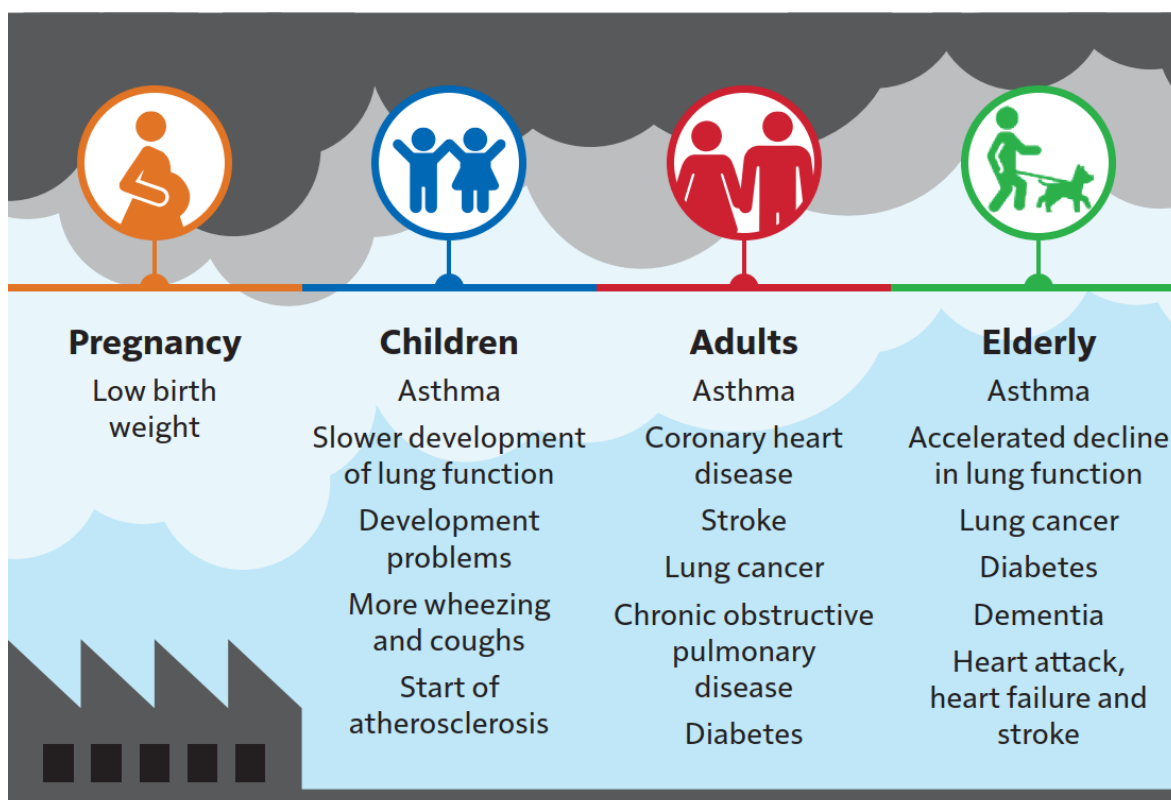 Pregnancy
Low birth
weight
Children
Asthma
Slower development
of lung function
Development
problems
More wheezing
and coughs
Start of
atherosclerosis
Adults
Asthma
Coronary heart
disease
Stroke
Lung cancer
Chronic obstructive
pulmonary
disease
Diabetes
Elderly
Asthma
Accelerated decline
in lung function
Lung cancer
Diabetes
Dementia
Heart attack,
heart failure and
stroke